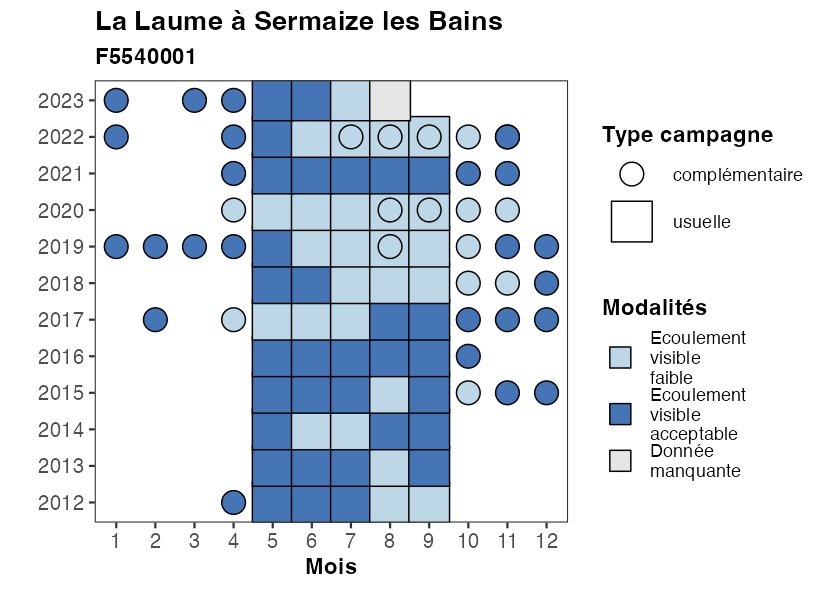 La Laume à Sermaize les Bains
F5540001
2023
2022
2021
2020
2019
2018
2017
2016
2015
2014
2013
2012
1 2 3 4 5 6 7 8 9 10 11 12
Mois
Type campagne
complémentaire
usuelle
Modalités
Ecoulement
visible
faible
Ecoulement
visible
acceptable
Donnée
manquante